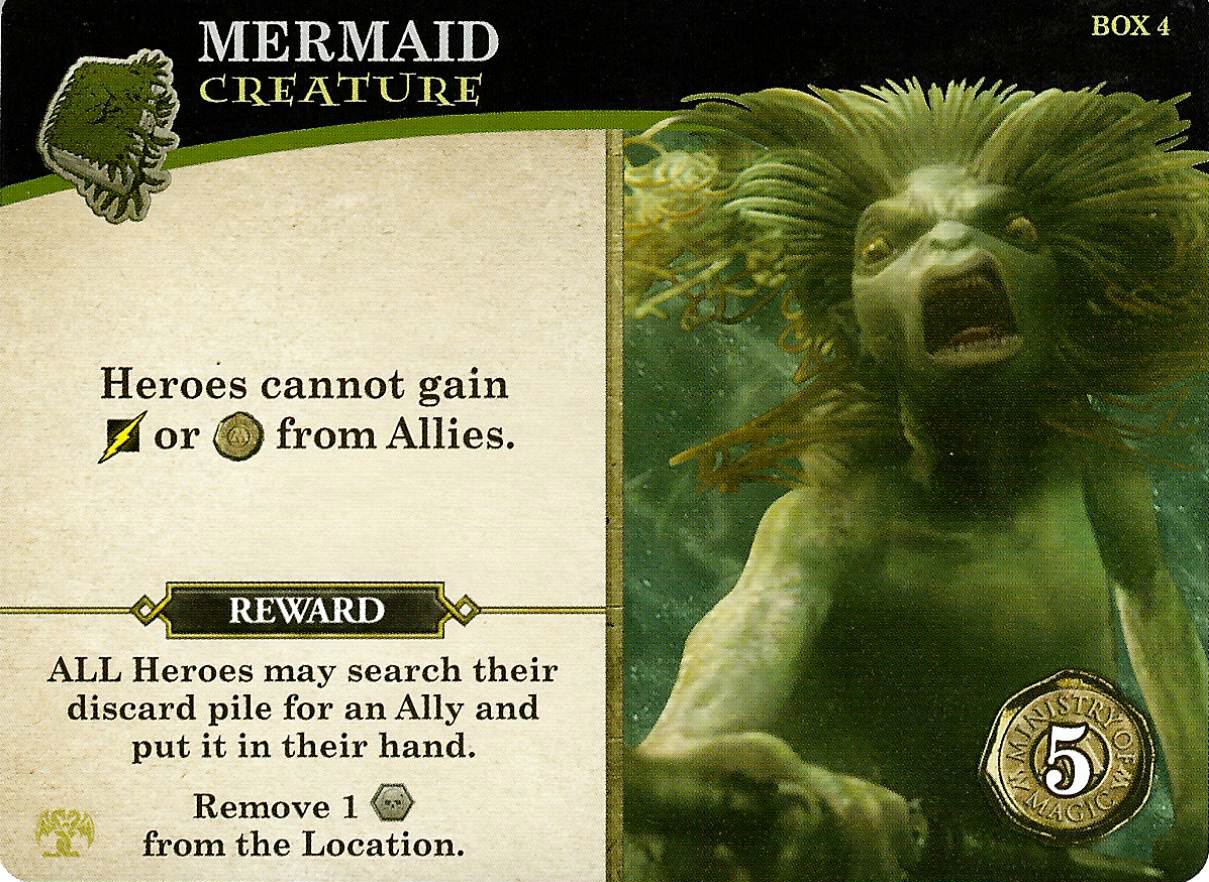 MERMAID
CREATURE
BOX 4
Heroes cannot gain
or from Allies.
REWARD
ALL Heroes may search their
discard pile for an Ally and
put it in their hand.
Remove 1
from the Location.
MINISTRY OF MAGIC
5